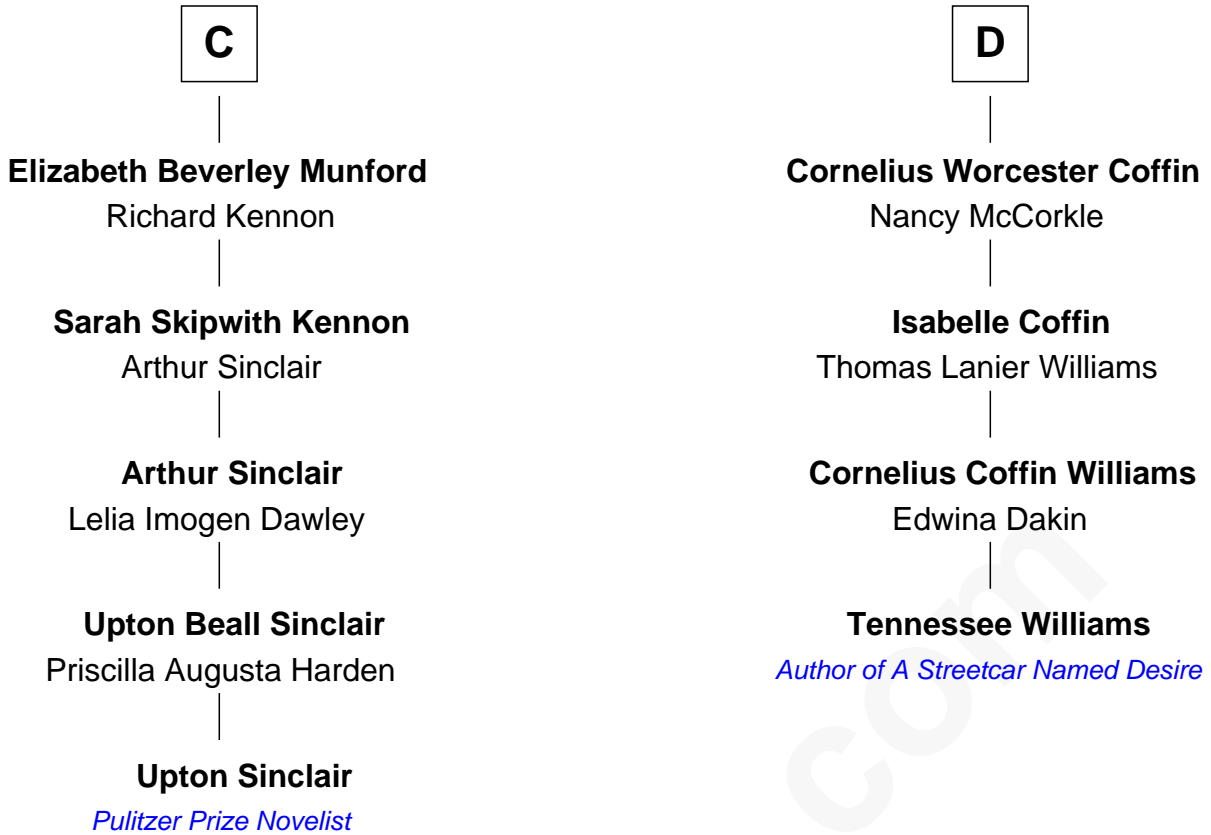 C
Elizabeth Beverley Munford
Richard Kennon
Sarah Skipwith Kennon
Arthur Sinclair
Arthur Sinclair
Lelia Imogen Dawley
Upton Beall Sinclair
Priscilla Augusta Harden
Upton Sinclair
Pulitzer Prize Novelist
D
Cornelius Worcester Coffin
Nancy McCorkle
Isabelle Coffin
Thomas Lanier Williams
Cornelius Coffin Williams
Edwina Dakin
Tennessee Williams
Author of A Streetcar Named Desire
com